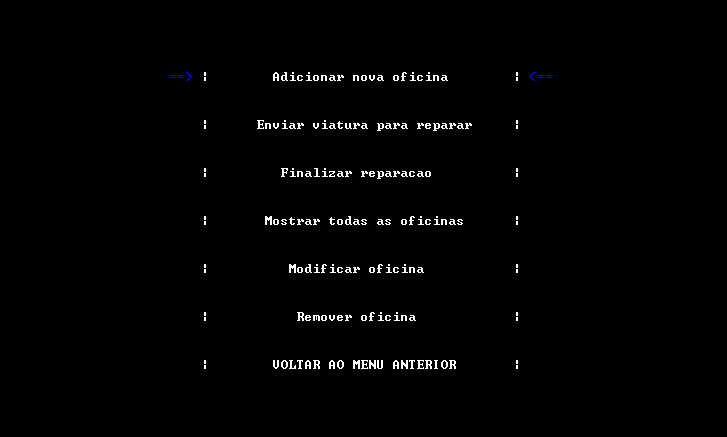 ==> | Adicionar nova oficina | <==
| Enviar viatura para reparar |
| Finalizar reparacao |
| Mostrar todas as oficinas |
| Modificar oficina |
| Remover oficina |
| VOLTAR AO MENU ANTERIOR |